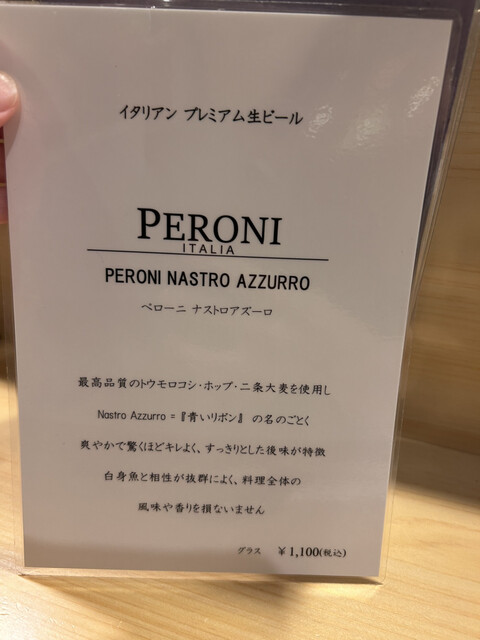 イタリアン プレミアム生ビール
PERONI
ITALIA
PERONI NASTRO AZZURRO
ペローニ ナストロアズーロ
最高品質のトウモロコシ・ホップ・二条大麦を使用し
Nastro Azzurro =『青いリボン』 の名のごとく
爽やかで驚くほどキレよく、すっきりとした後味が特徴
白身魚と相性が抜群によく、料理全体の
風味や香りを損ないません
グラス ￥1,100(税込)